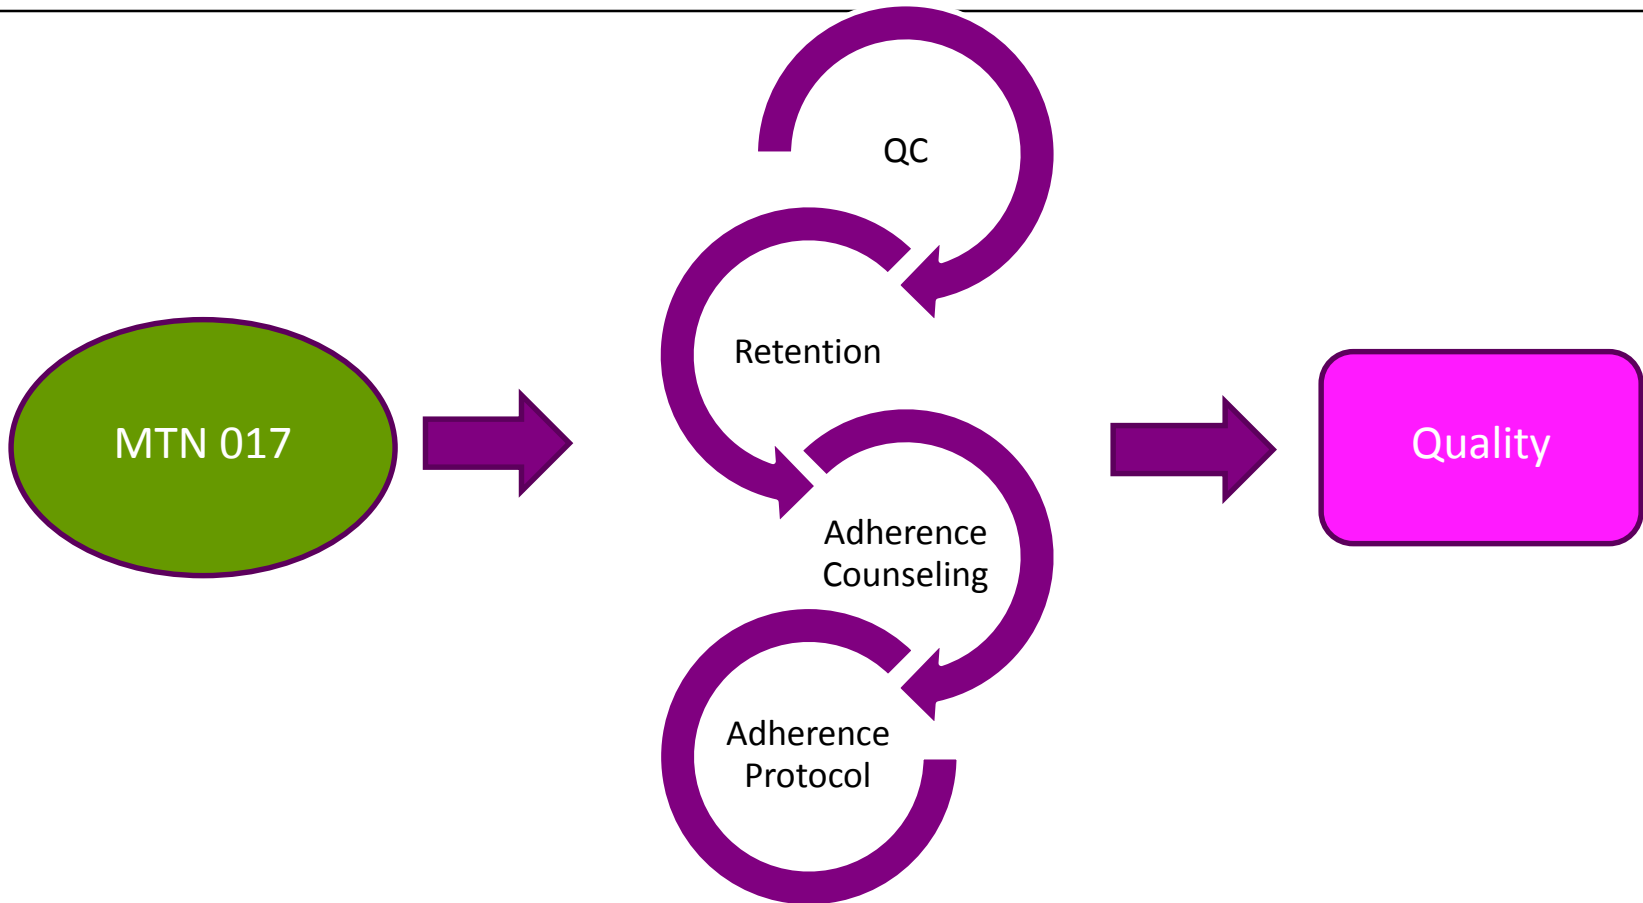 MTN 017
QC
Retention
Adherence
Counseling
Adherence
Protocol
Quality